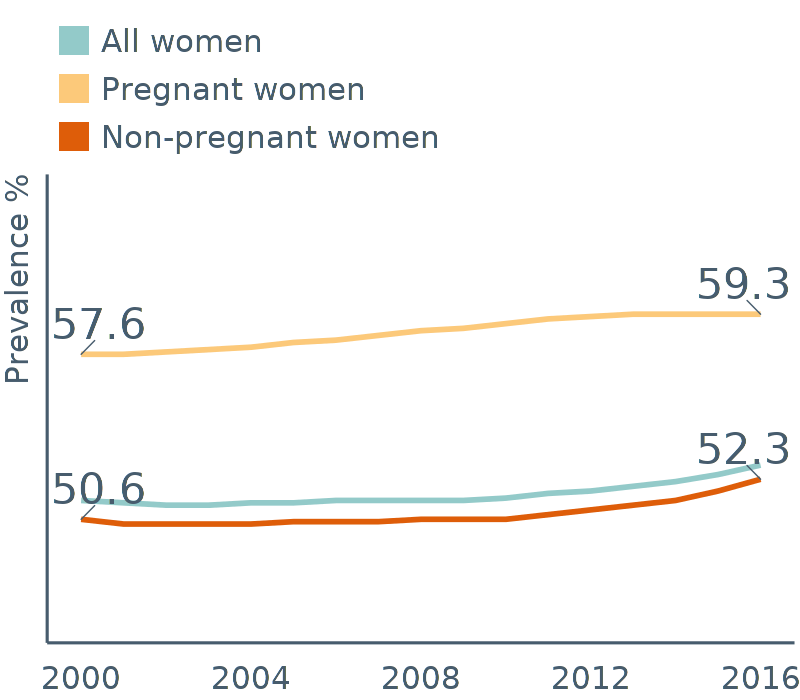 All women
Pregnant women
Non-pregnant women
Prevalence %
59.3
57.6
52.3
50.6
2000 2004 2008 2012 2016